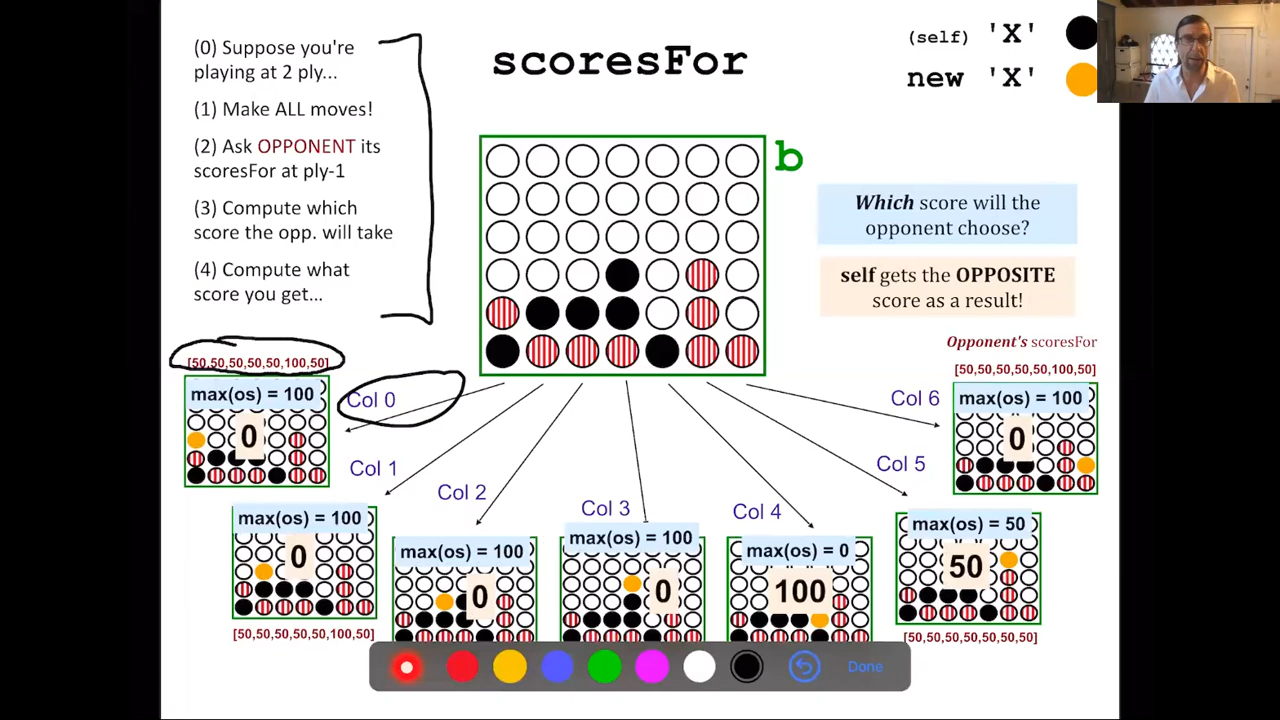 (0) Suppose you're
playing at 2 ply...
(1) Make ALL moves!
(2) Ask OPPONENT its
scoresFor at ply-1
(3) Compute which
score the opp. will take
(4) Compute what
score you get...
scoresFor
(self) 'X'
new 'X'
b
Which score will the
opponent choose?
self gets the OPPOSITE
score as a result!
Opponent's scoresFor
[50,50,50,50,50,100,50]
max(os) = 100
0
Col 0
Col 1
Col 2
Col 3
Col 4
Col 5
Col 6
[50,50,50,50,50,100,50]
max(os) = 100
0
max(os) = 100
0
[50,50,50,50,50,100,50]
max(os) = 100
0
max(os) = 100
0
max(os) = 0
100
max(os) = 50
50
[50,50,50,50,50,50,50]
Done